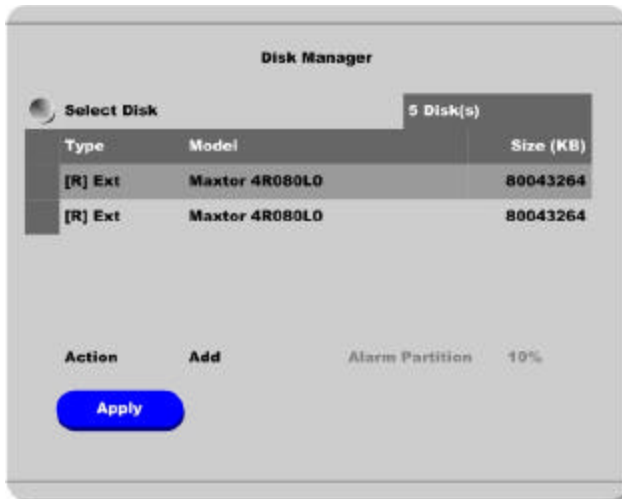 Disk Manager
Select Disk 5 Disk(s)
Type Model Size (KB)
[R] Ext Maxtor 4R080L0 80043264
[R] Ext Maxtor 4R080L0 80043264
Action Add Alarm Partition 10%
Apply